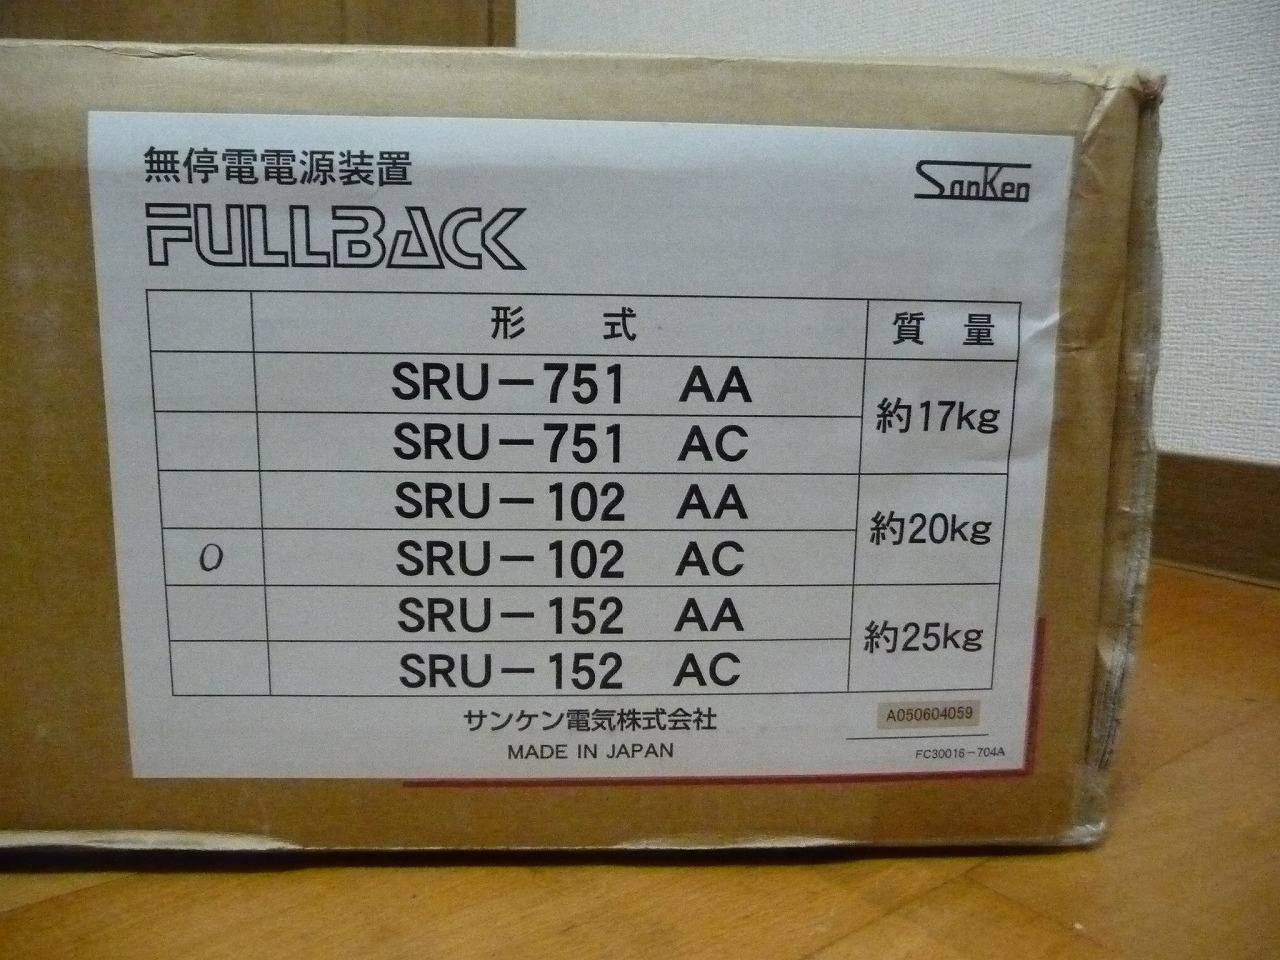 無停電電源装置
SanKen
FULLBACK
形 式 質 量
SRU-751 AA
約17kg
SRU-751 AC
SRU-102 AA
約20kg
O SRU-102 AC
SRU-152 AA
約25kg
SRU-152 AC
サンケン電気株式会社
A050604059
MADE IN JAPAN
FC30016-704A